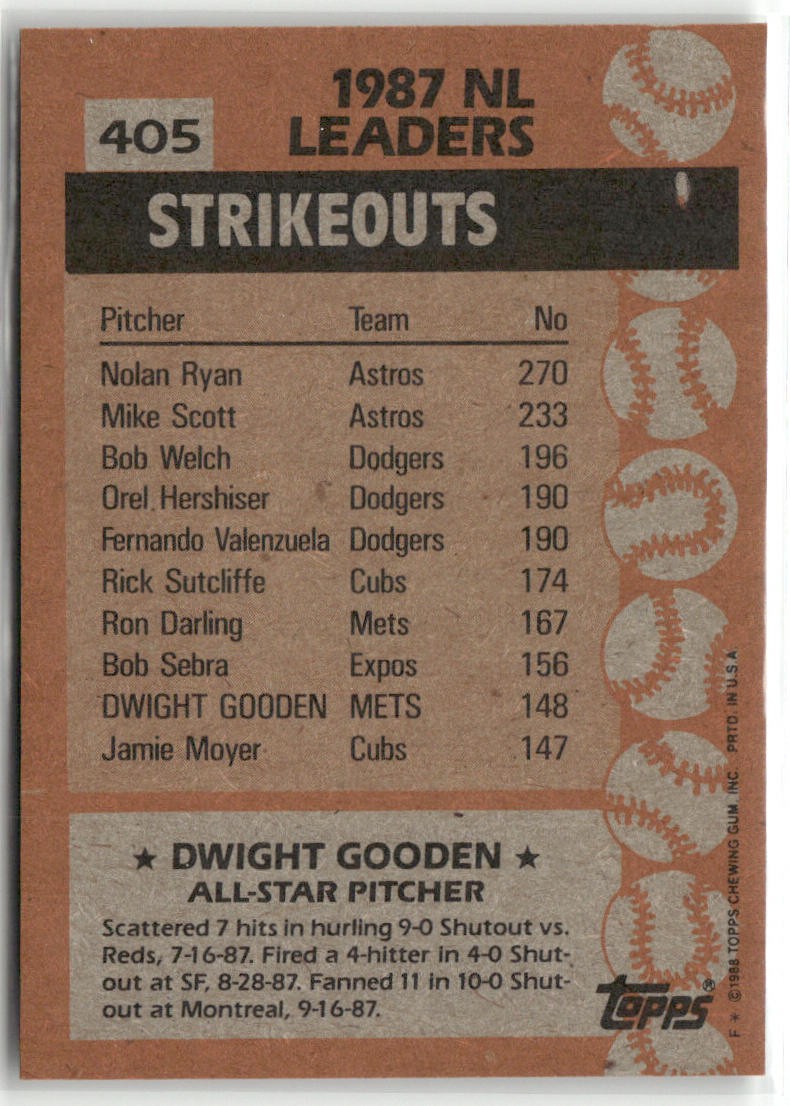 1987 NL
405 LEADERS
STRIKEOUTS
Pitcher Team No
Nolan Ryan Astros 270
Mike Scott Astros 233
Bob Welch Dodgers 196
Orel Hershiser Dodgers 190
Fernando Valenzuela Dodgers 190
Rick Sutcliffe Cubs 174
Ron Darling Mets 167
Bob Sebra Expos 156
DWIGHT GOODEN METS 148
Jamie Moyer Cubs 147
★ DWIGHT GOODEN ★
ALL-STAR PITCHER
Scattered 7 hits in hurling 9-0 Shutout vs.
Reds, 7-16-87. Fired a 4-hitter in 4-0 Shut-
out at SF, 8-28-87. Fanned 11 in 10-0 Shut-
out at Montreal, 9-16-87.
Topps®
F * ©1988 TOPPS CHEWING GUM, INC. PRTD. IN U.S.A